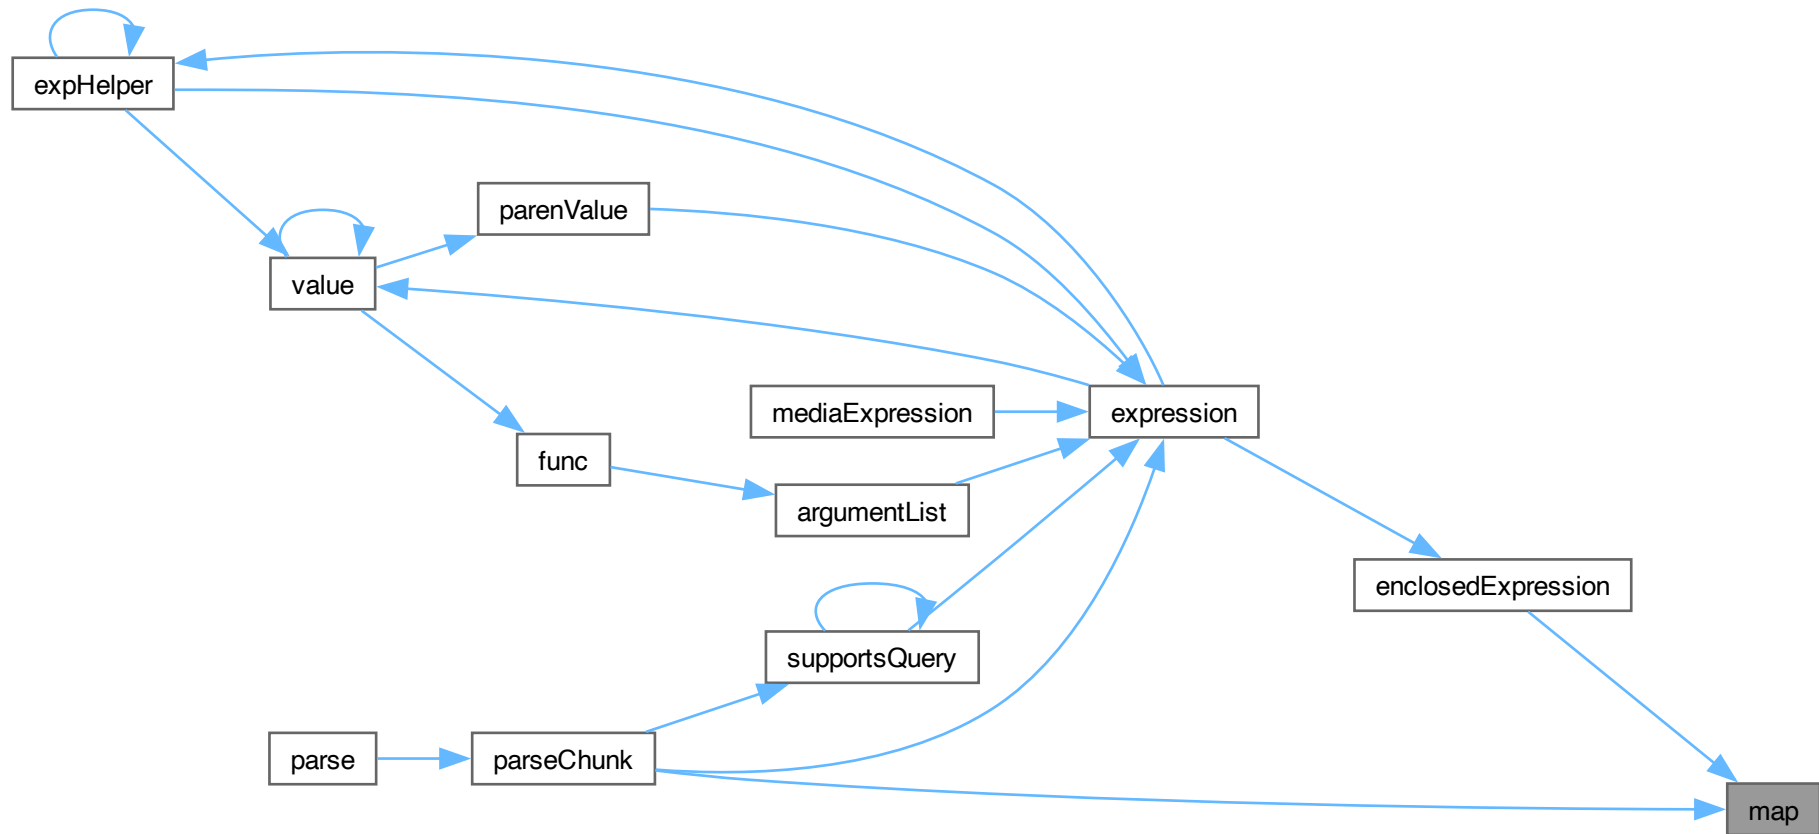 expHelper
parenValue
value
mediaExpression
expression
func
argumentList
enclosedExpression
supportsQuery
parse
parseChunk
map